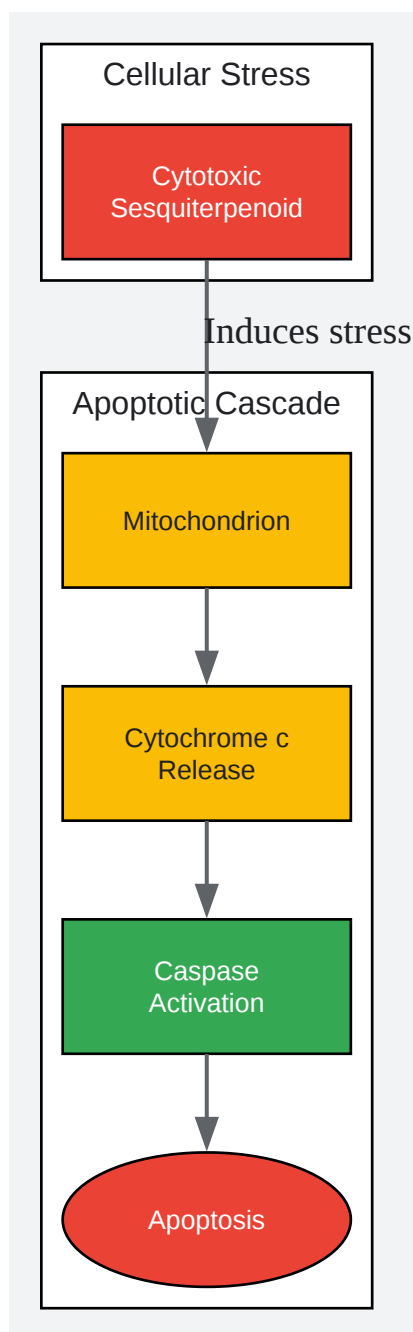 Cellular Stress
Cytotoxic
Sesquiterpenoid
Induces stress
Apoptotic Cascade
Mitochondrion
Cytochrome c
Release
Caspase
Activation
Apoptosis